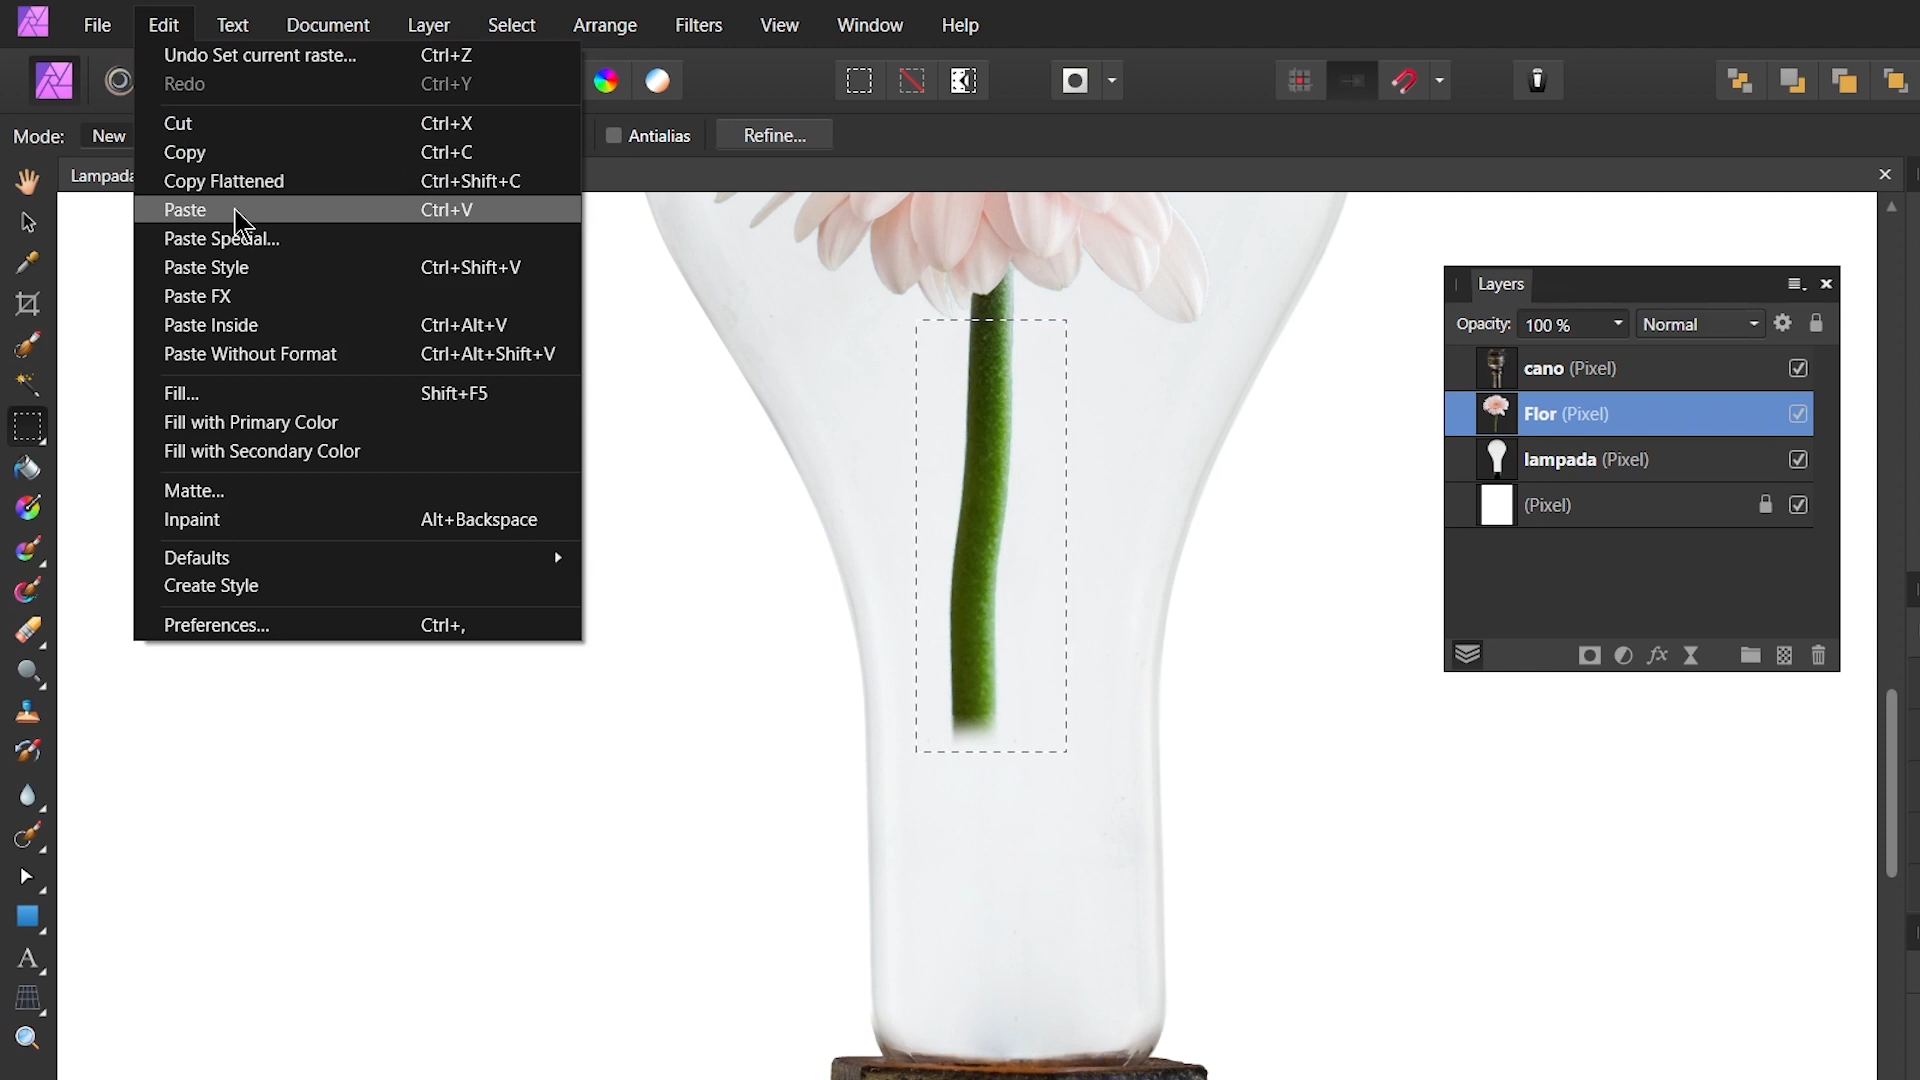 File Edit Text Document Layer Select Arrange Filters View Window Help
Undo Set current raste... Ctrl+Z
Redo Ctrl+Y
Cut Ctrl+X
Copy Ctrl+C
Copy Flattened Ctrl+Shift+C
Paste Ctrl+V
Paste Special...
Paste Style Ctrl+Shift+V
Paste FX
Paste Inside Ctrl+Alt+V
Paste Without Format Ctrl+Alt+Shift+V
Fill... Shift+F5
Fill with Primary Color
Fill with Secondary Color
Matte...
Inpaint Alt+Backspace
Defaults
Create Style
Preferences... Ctrl+,
Mode: New
Antialias Refine...
Lampada
Layers
Opacity: 100 % Normal
cano (Pixel)
Flor (Pixel)
lampada (Pixel)
(Pixel)
fx
A